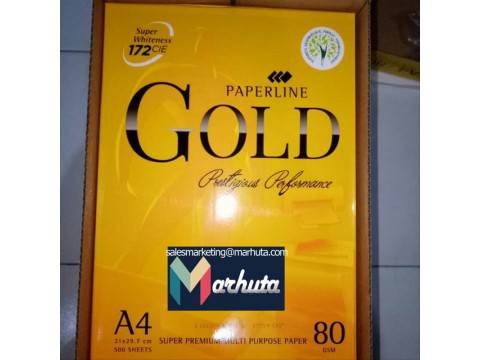 Super
Whiteness
172CIE
PAPERLINE
GOLD
Prestigious Performance
salesmarketing@marhuta.com
Marhuta
A4
21x29.7 cm
500 SHEETS
SUPER PREMIUM MULTI PURPOSE PAPER
80
GSM